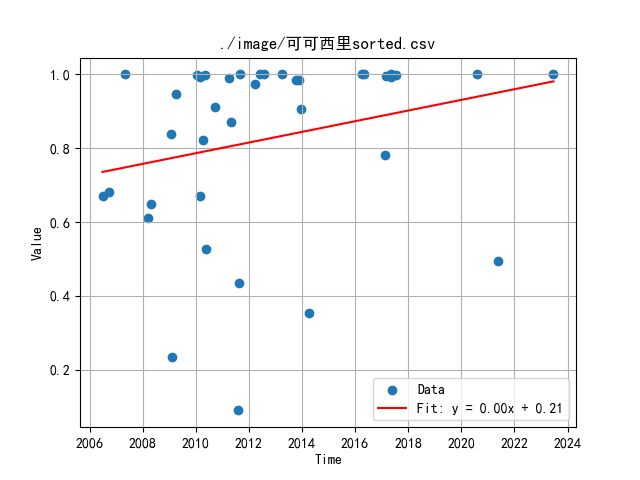 ./image/可可西里sorted.csv
1.0
0.8
0.6
0.4
0.2
Value
2006 2008 2010 2012 2014 2016 2018 2020 2022 2024
Time
Data
Fit: y = 0.00x + 0.21